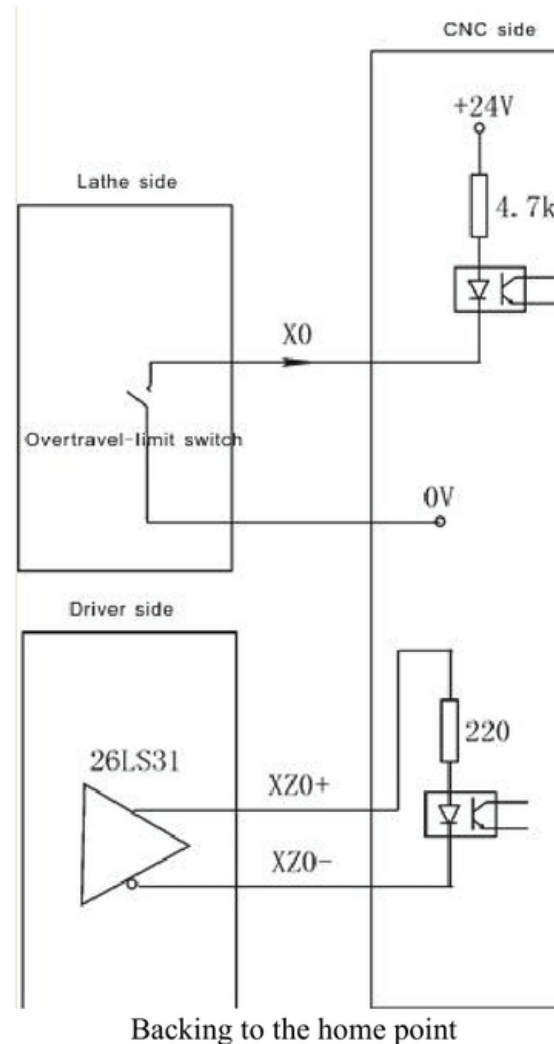 CNC side
+24V
4.7k
Lathe side
X0
Overtravel-limit switch
0V
Driver side
26LS31
220
XZ0+
XZ0-
Backing to the home point